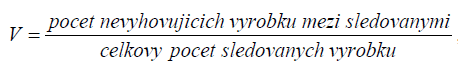 V = pocet nevyhovujicich vyrobku mezi sledovanymi
celkovy pocet sledovanych vyrobku